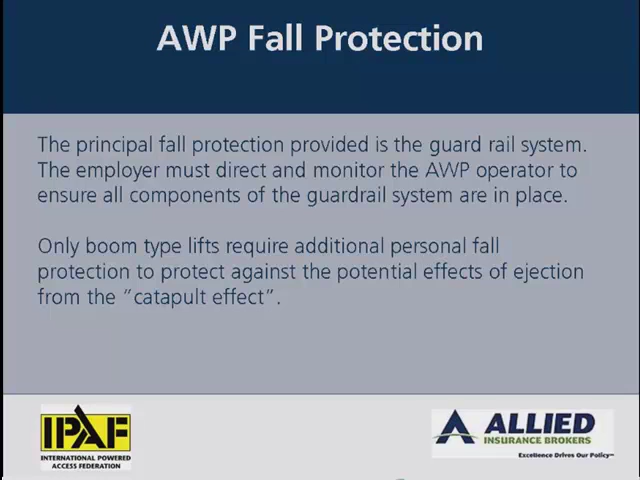 AWP Fall Protection
The principal fall protection provided is the guard rail system.
The employer must direct and monitor the AWP operator to
ensure all components of the guardrail system are in place.
Only boom type lifts require additional personal fall
protection to protect against the potential effects of ejection
from the "catapult effect".
IPAF
INTERNATIONAL POWERED
ACCESS FEDERATION
ALLIED
INSURANCE BROKERS
Excellence Drives Our Policy™